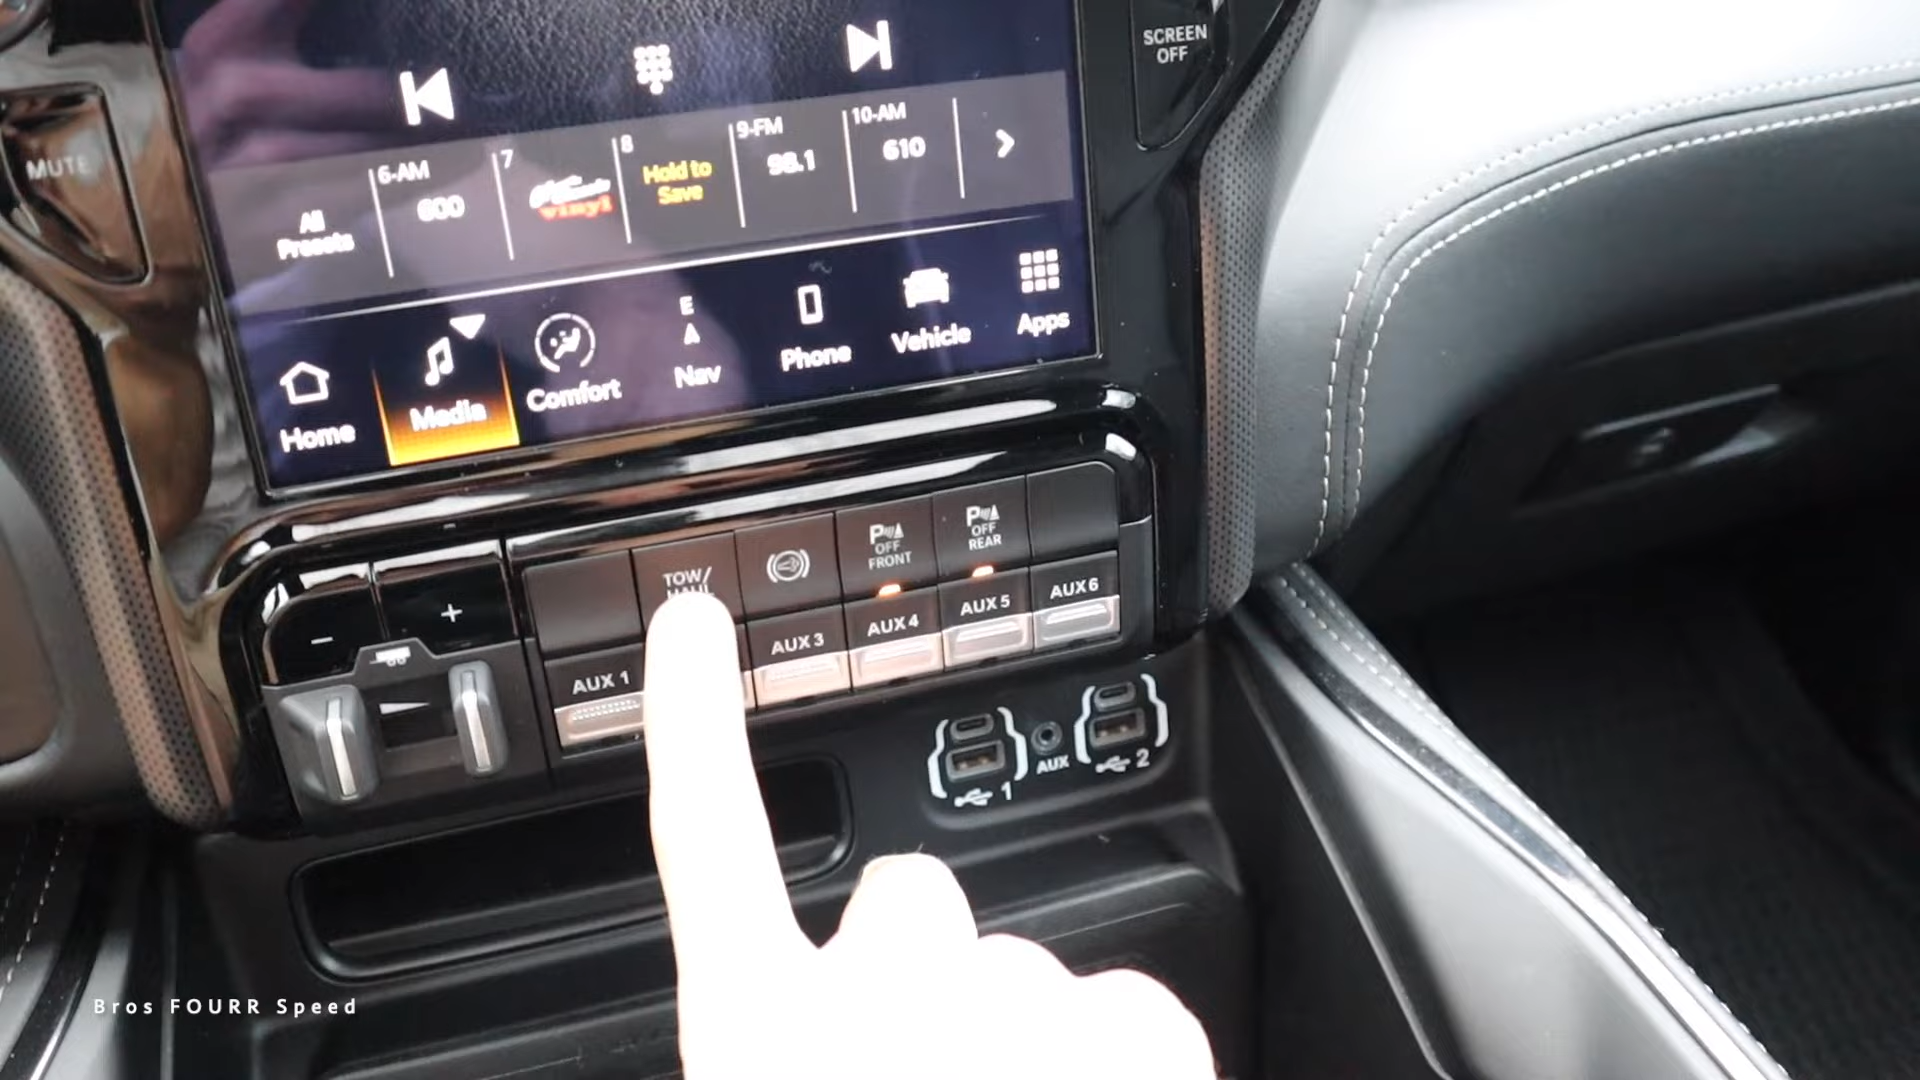 SCREEN
OFF
MUTE
All
Presets
6-AM
600
7
vinyl
8
Hold to
Save
9-FM
98.1
10-AM
610
Home
Media
Comfort
E
A
Nav
Phone
Vehicle
Apps
- +
TOW/
HAUL
P OFF FRONT
P OFF REAR
AUX 1
AUX 3
AUX 4
AUX 5
AUX 6
1
AUX
2
Bros FOURR Speed